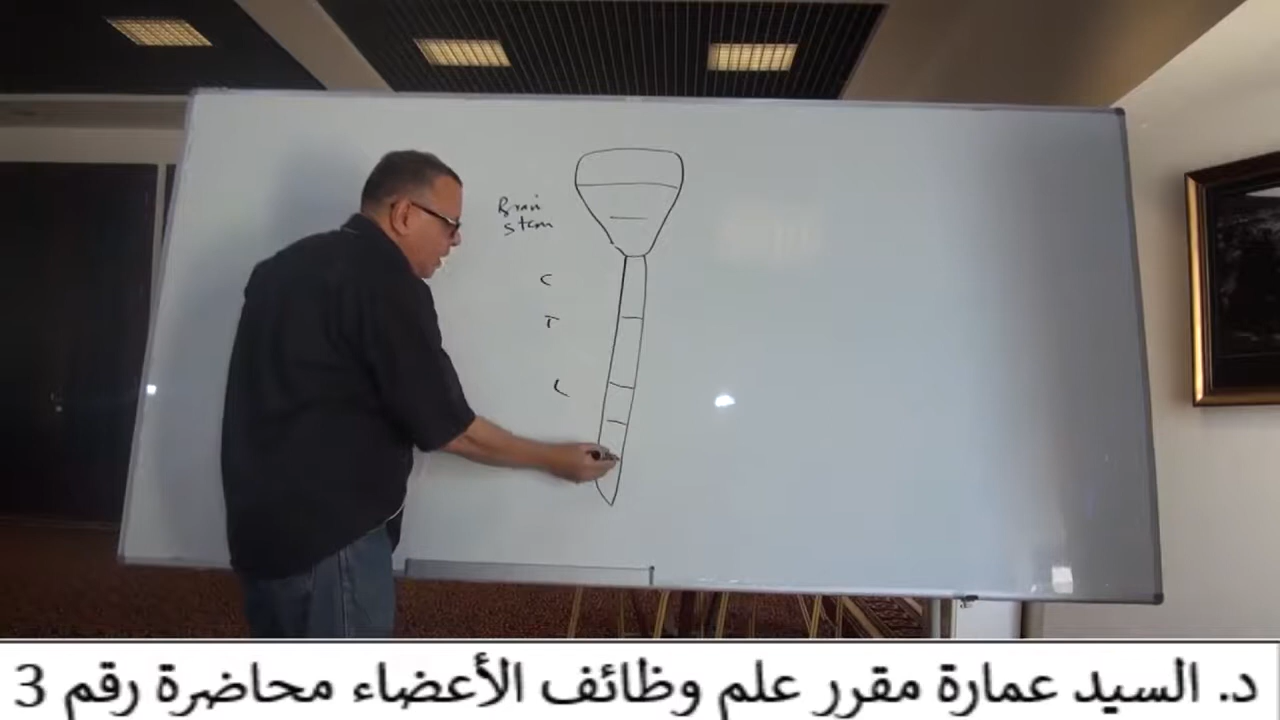 Brain
stem
C
T
L
د. السيد عمارة مقرر علم وظائف الأعضاء محاضرة رقم 3